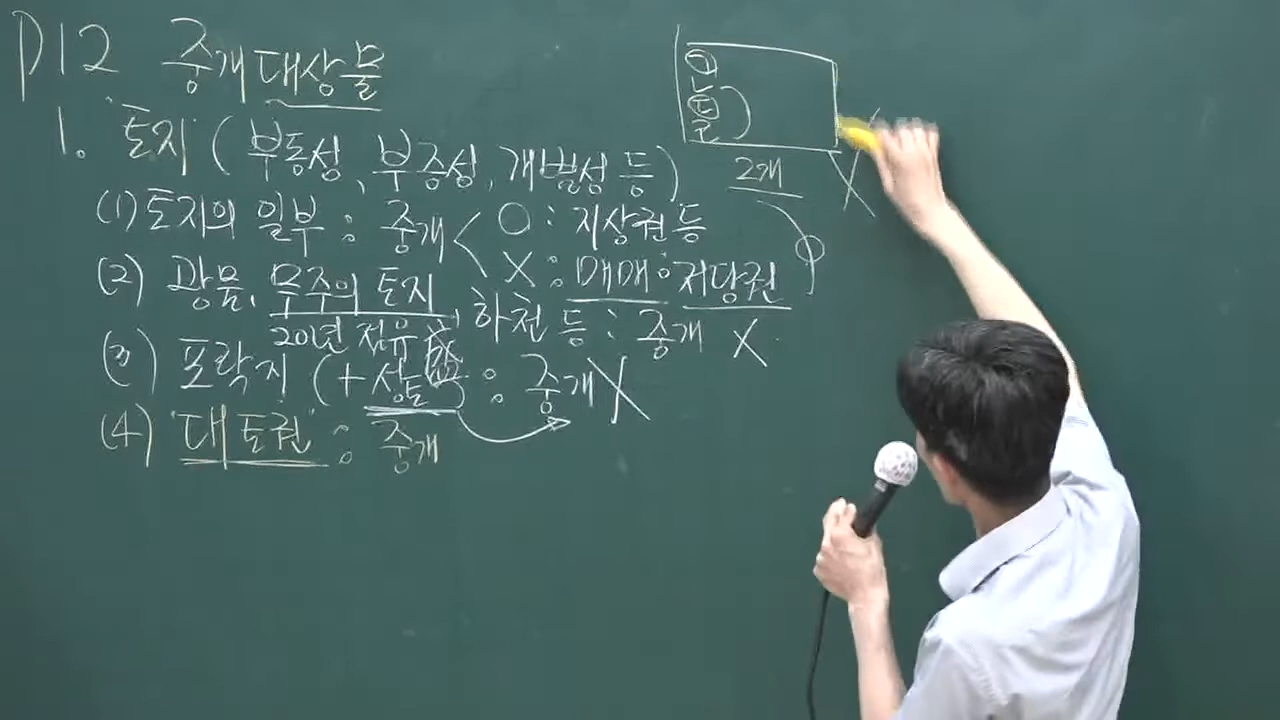 P12 중개대상물
1. 토지 (부동성, 부증성, 개별성 등)
(1) 토지의 일부 : 중개 < O : 지상권 등
X : 매매 : 저당권
(2) 광물, 무주의 토지, 하천 등 : 중개 X
20년 점유
(3) 포락지 (+ 성토) : 중개 X
(4) "대토권" : 중개
2개